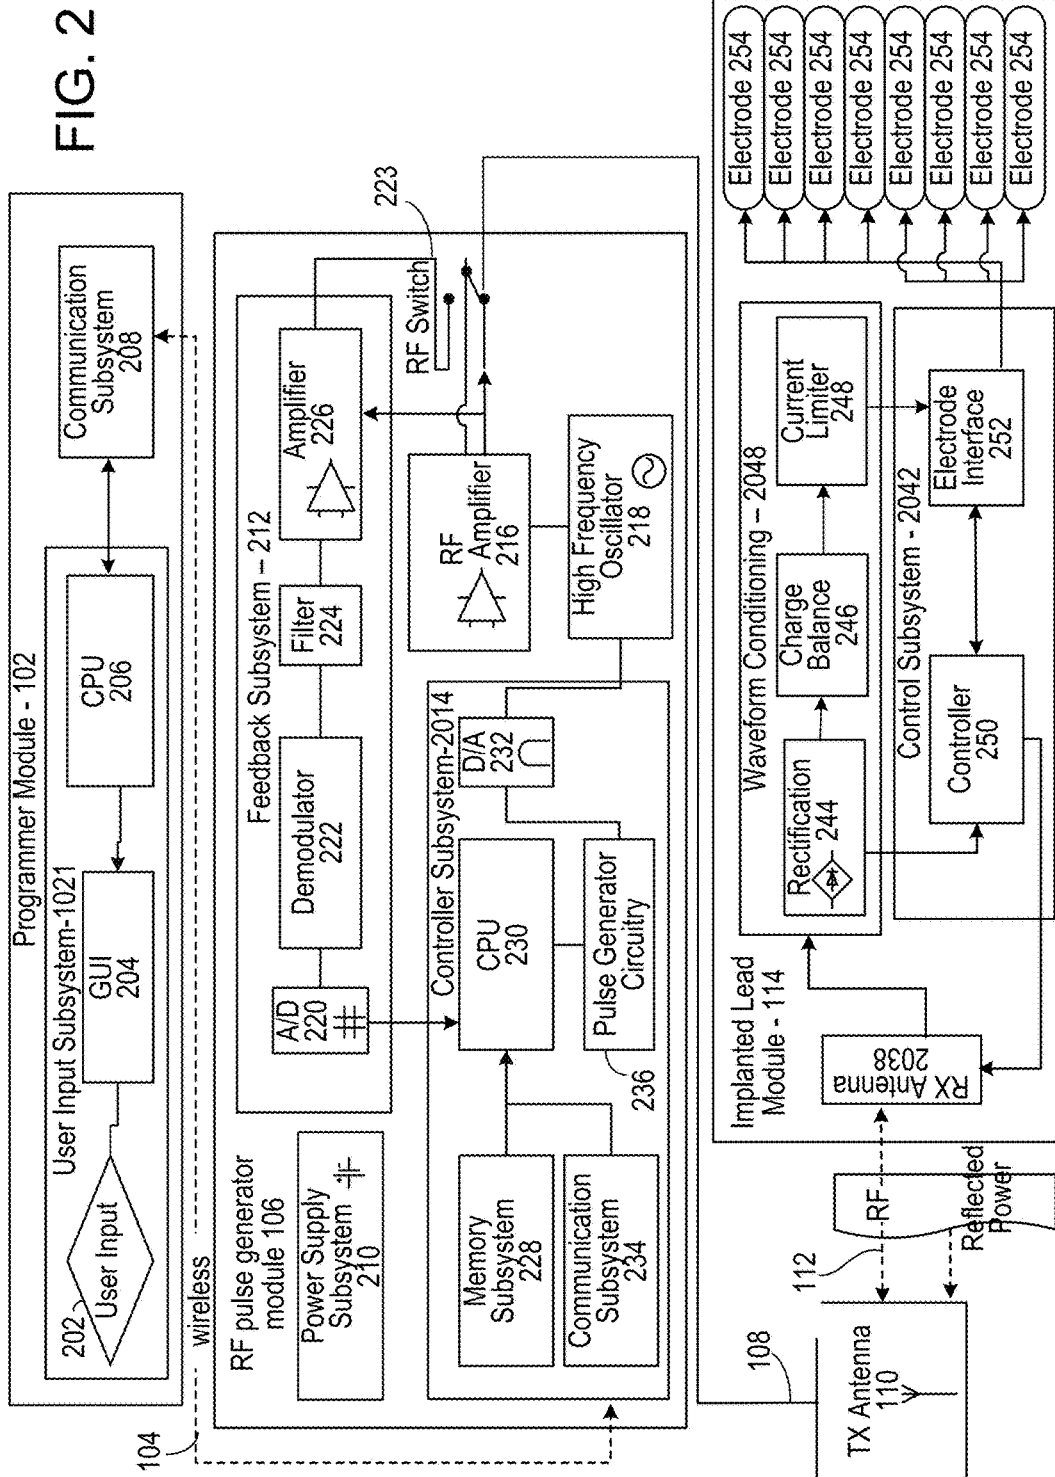 FIG. 2
Programmer Module - 102
User Input Subsystem-1021
202
User Input
GUI
204
CPU
206
Communication
Subsystem
208
104
wireless
RF pulse generator
module 106
Power Supply
Subsystem
210
Feedback Subsystem – 212
A/D
220
Demodulator
222
Filter
224
Amplifier
226
RF Switch
223
Controller Subsystem-2014
Memory
Subsystem
228
Communication
Subsystem
234
CPU
230
Pulse Generator
Circuitry
236
D/A
232
RF
Amplifier
216
High Frequency
Oscillator
218
108
TX Antenna
110
112
RF
Reflected
Power
Implanted Lead
Module - 114
RX Antenna
2038
Waveform Conditioning – 2048
Rectification
244
Charge
Balance
246
Current
Limiter
248
Control Subsystem - 2042
Controller
250
Electrode
Interface
252
Electrode 254
Electrode 254
Electrode 254
Electrode 254
Electrode 254
Electrode 254
Electrode 254
Electrode 254